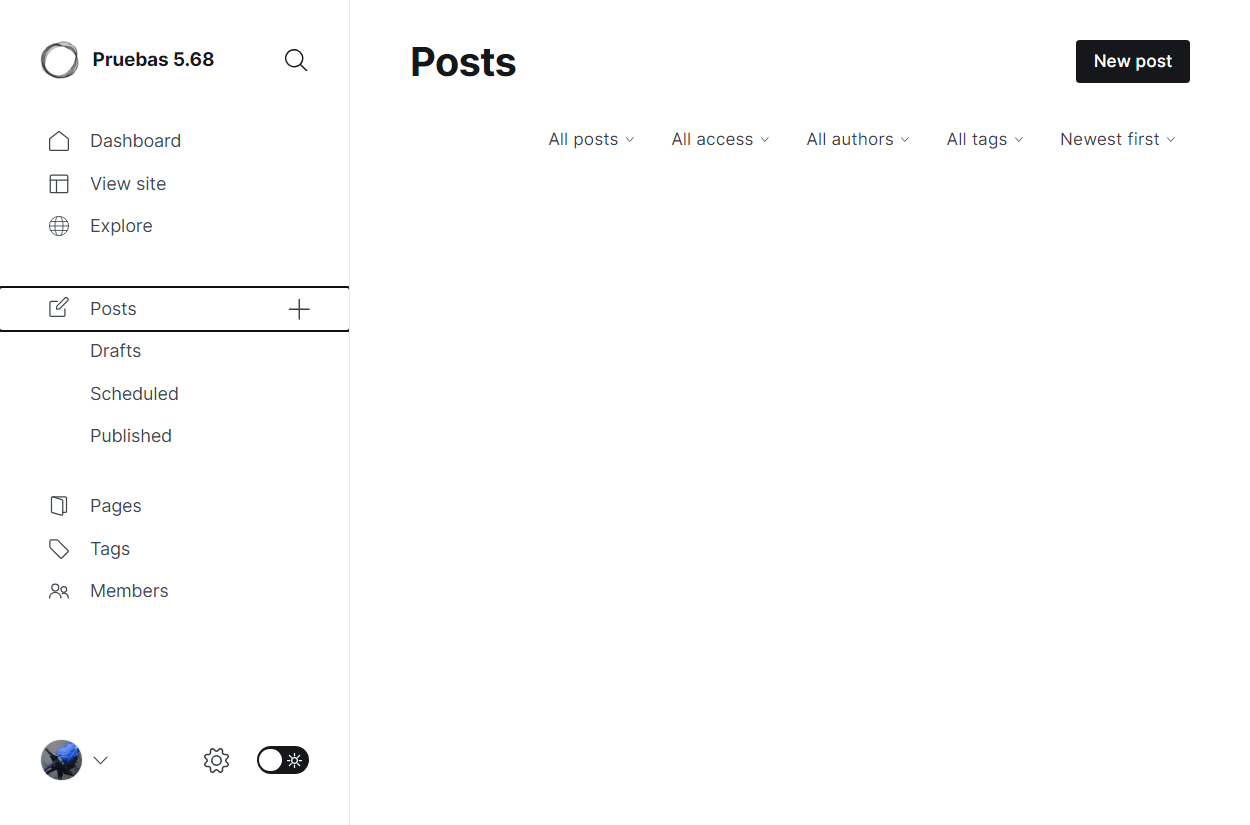 Pruebas 5.68
Dashboard
View site
Explore
Posts
Drafts
Scheduled
Published
Pages
Tags
Members
Posts
New post
All posts
All access
All authors
All tags
Newest first